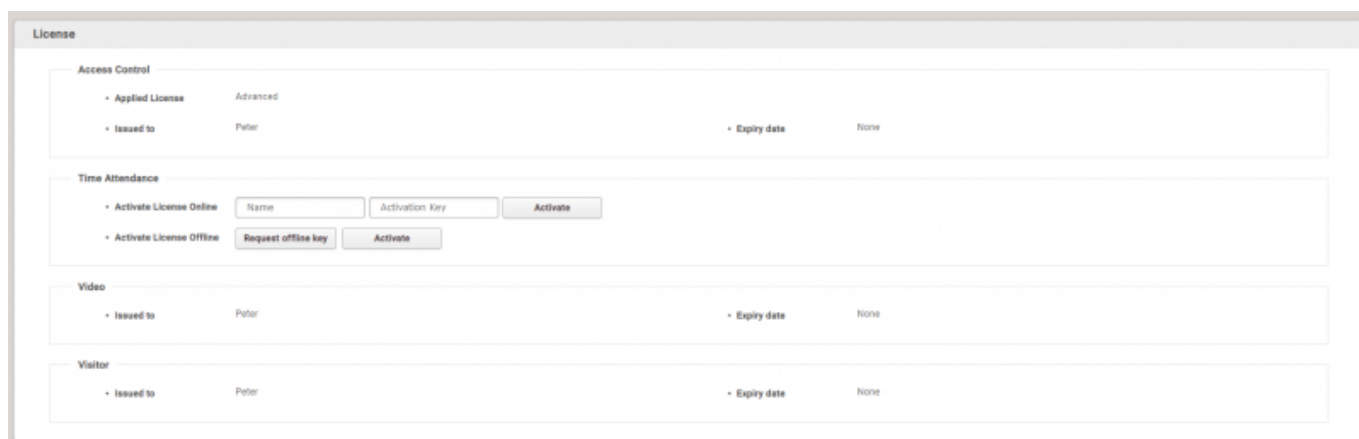 License
Access Control
• Applied License Advanced
• Issued to Peter • Expiry date None
Time Attendance
• Activate License Online Name Activation Key Activate
• Activate License Offline Request offline key Activate
Video
• Issued to Peter • Expiry date None
Visitor
• Issued to Peter • Expiry date None